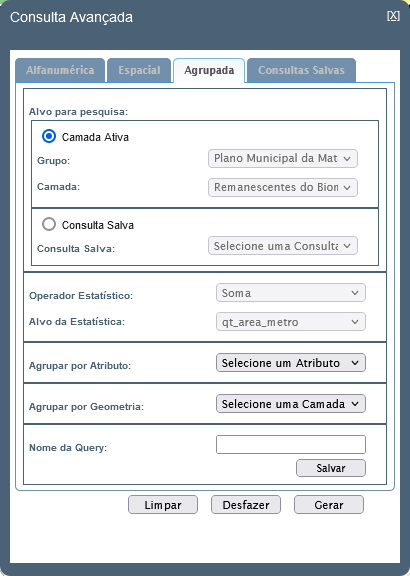 Consulta Avançada [X]
Alfanumérica Espacial Agrupada Consultas Salvas
Alvo para pesquisa:
Camada Ativa
Grupo: Plano Municipal da Mat
Camada: Remanescentes do Bion
Consulta Salva
Consulta Salva: Selecione uma Consulta
Operador Estatístico: Soma
Alvo da Estatística: qt_area_metro
Agrupar por Atributo: Selecione um Atributo
Agrupar por Geometria: Selecione uma Camada
Nome da Query:
Salvar
Limpar Desfazer Gerar